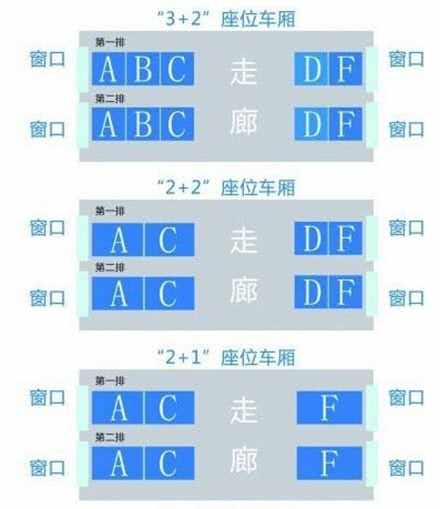 “3+2”座位车厢
第一排
窗口 A B C 走 D F 窗口
第二排
窗口 A B C 廊 D F 窗口
“2+2”座位车厢
第一排
窗口 A C 走 D F 窗口
第二排
窗口 A C 廊 D F 窗口
“2+1”座位车厢
第一排
窗口 A C 走 F 窗口
第二排
窗口 A C 廊 F 窗口